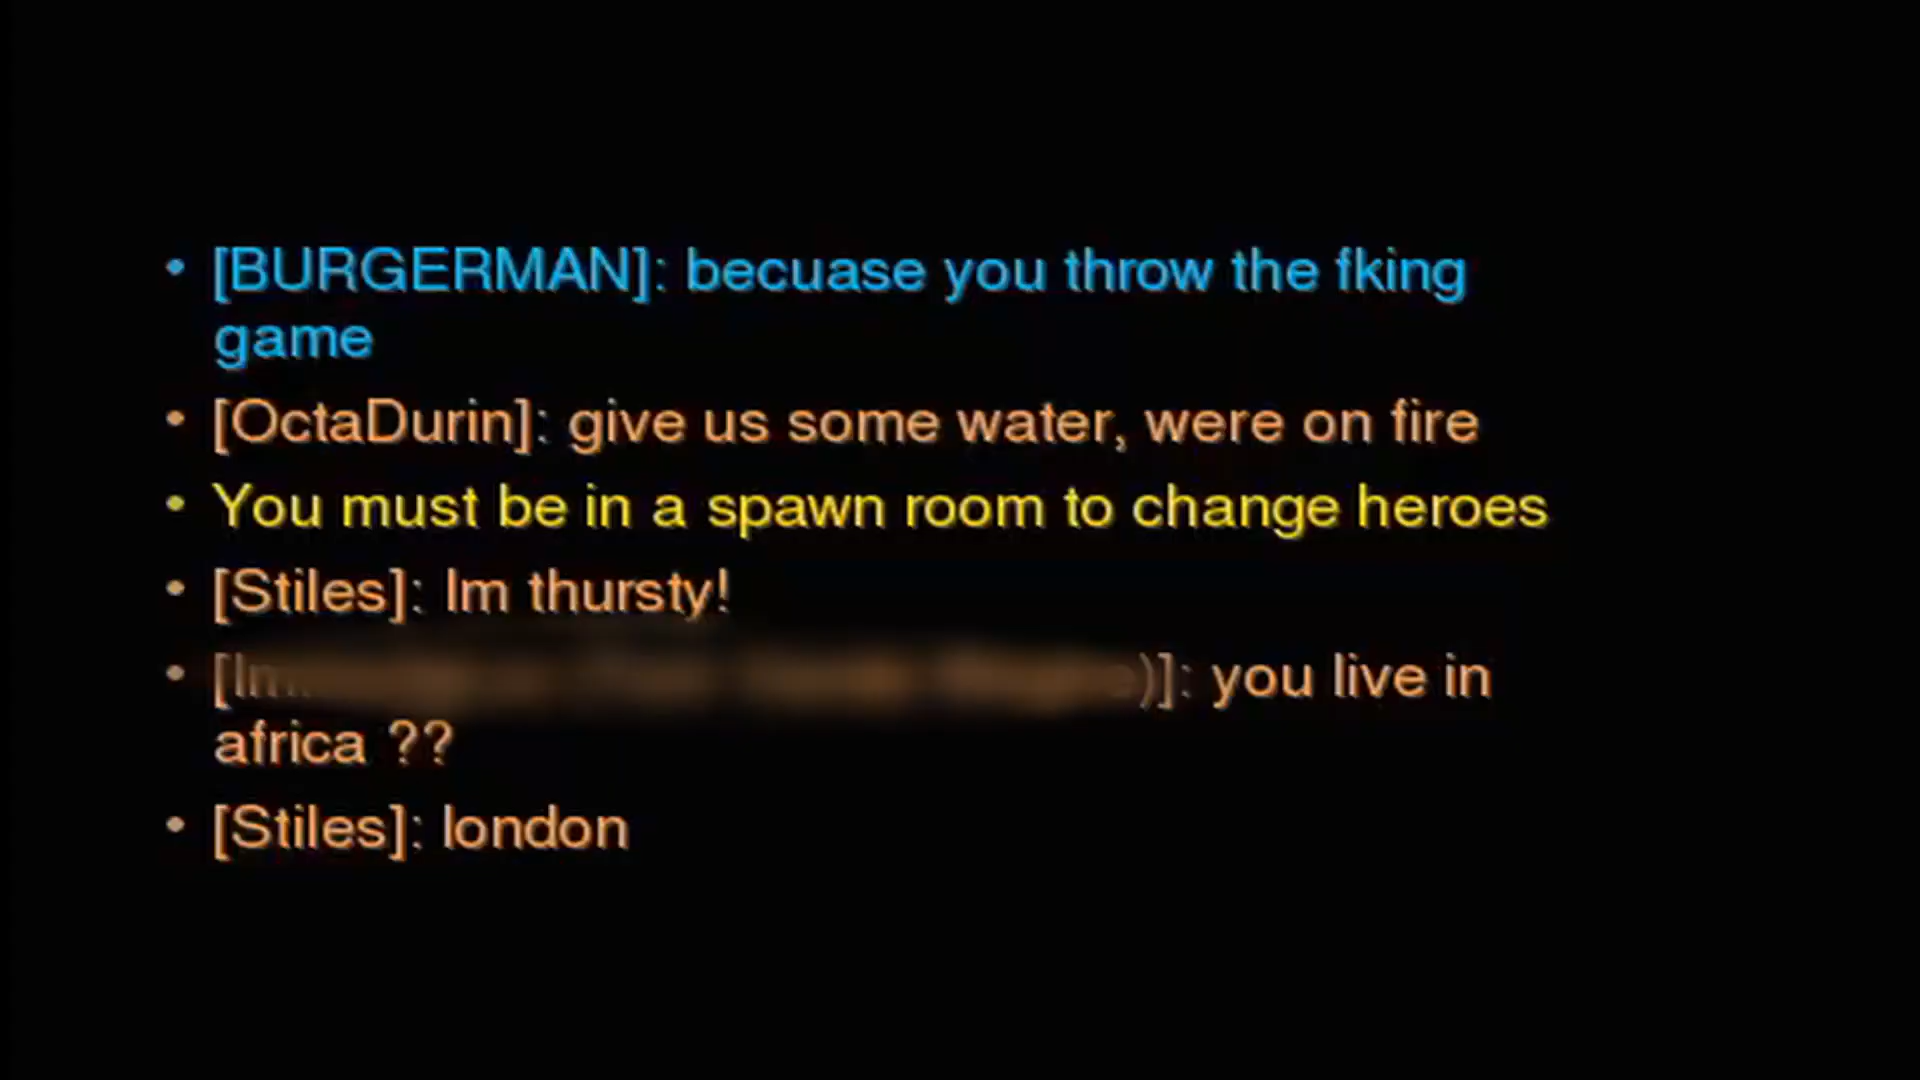 • [BURGERMAN]: becuase you throw the fking
game
• [OctaDurin]: give us some water, were on fire
• You must be in a spawn room to change heroes
• [Stiles]: Im thursty!
• [)]: you live in
africa ??
• [Stiles]: london